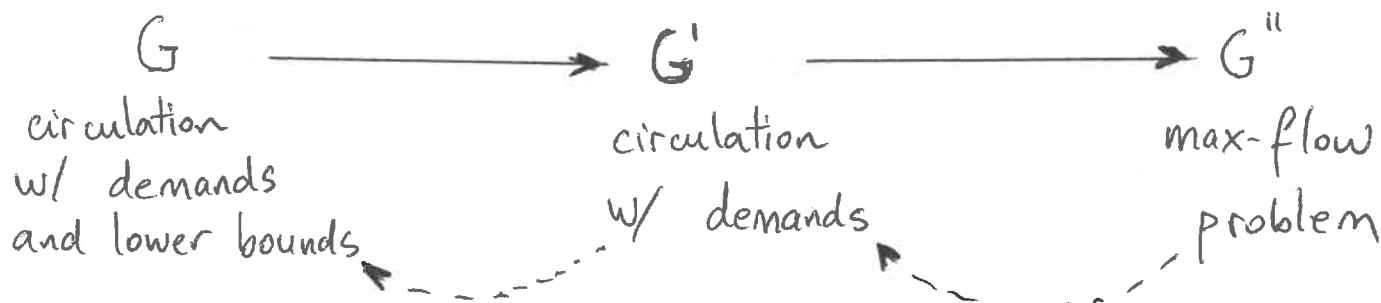 G G' G"
circulation circulation max-flow
w/ demands w/ demands problem
and lower bounds